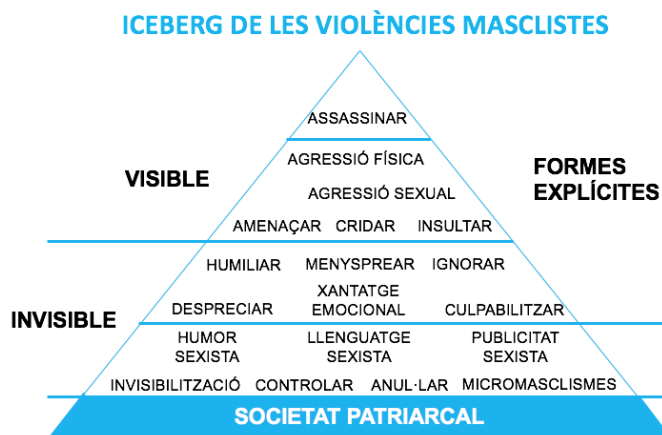 ICEBERG DE LES VIOLÈNCIES MASCLISTES
ASSASSINAR
AGRESSIÓ FÍSICA
VISIBLE
FORMES
EXPLÍCITES
AGRESSIÓ SEXUAL
AMENAÇAR CRIDAR INSULTAR
HUMILIAR MENYSPREAR IGNORAR
DESPRECIAR
XANTATGE
EMOCIONAL
CULPABILITZAR
INVISIBLE
HUMOR
SEXISTA
LLENGUATGE
SEXISTA
PUBLICITAT
SEXISTA
INVISIBILITZACIÓ CONTROLAR ANUL·LAR MICROMASCLISMES
SOCIETAT PATRIARCAL